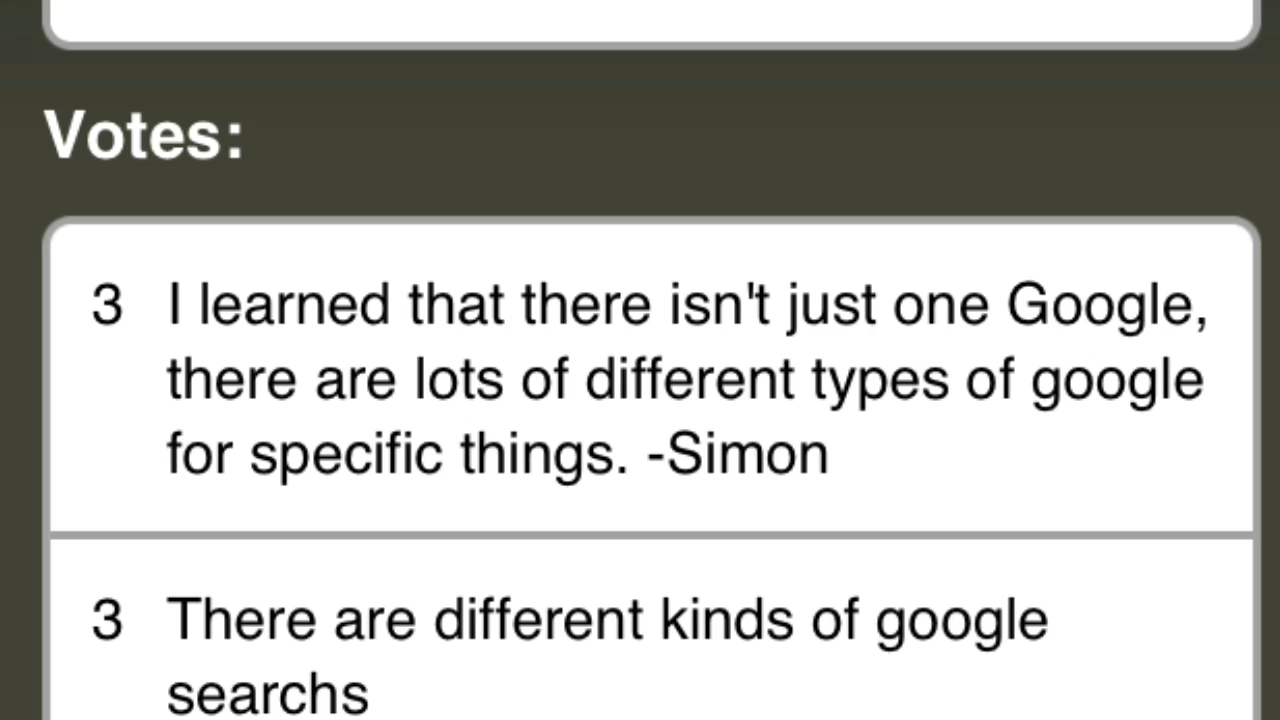 Votes:
3 I learned that there isn't just one Google,
there are lots of different types of google
for specific things. -Simon
3 There are different kinds of google
searchs